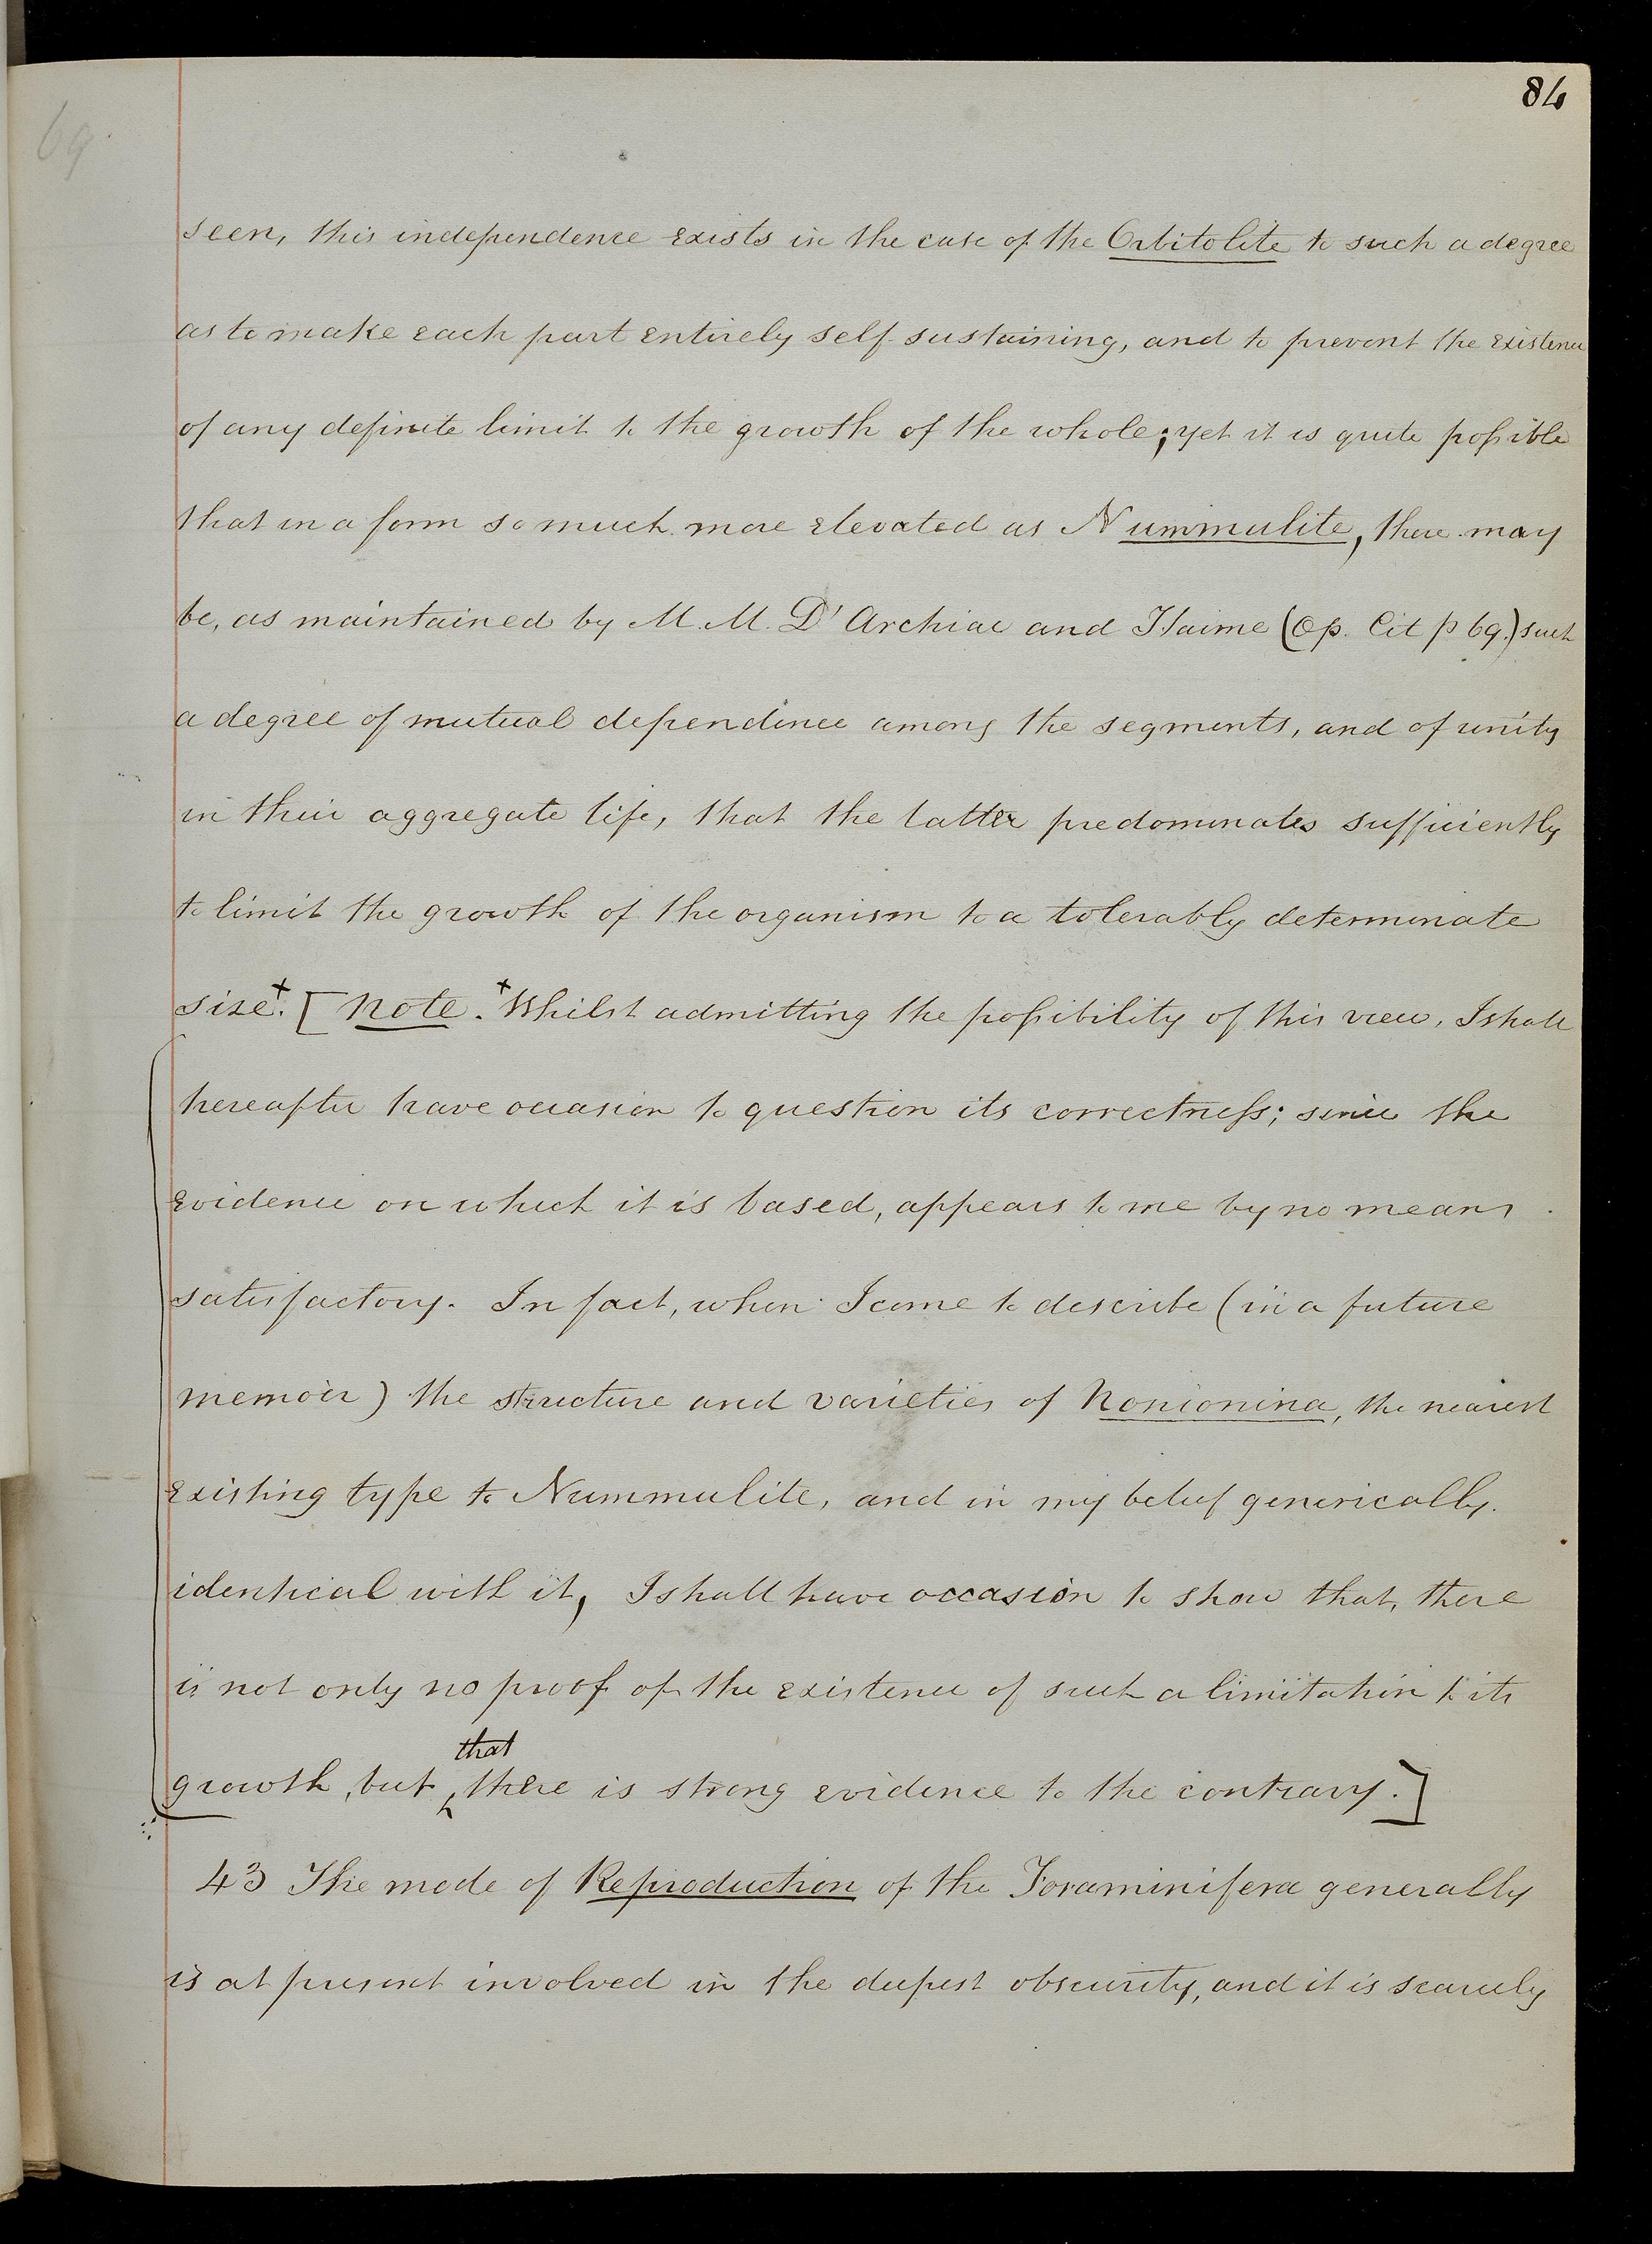 84
69.
seen, this independence exists in the case of the Orbitolite to such a degree
as to make each part entirely self-sustaining, and to prevent the existence
of any definite limit to the growth of the whole; yet it is quite possible
that in a form so much more elevated as Nummulite, there may
be, as maintained by M.M. D'Archiac and Haime (Op. Cit p 69.) such
a degree of mutual dependence among the segments, and of unity
in their aggregate life, that the latter predominates sufficiently
to limit the growth of the organism to a tolerably determinate
size.+ [Note.+ Whilst admitting the possibility of this view, I shall
hereafter have occasion to question its correctness; since the
evidence on which it is based, appears to me by no means
satisfactory. In fact, when I come to describe (in a future
memoir) the structure and varieties of Nonionina, the nearest
existing type to Nummulite, and in my belief generically
identical with it, I shall have occasion to show that, there
is not only no proof of the existence of such a limitation to its
that
growth, but there is strong evidence to the contrary.]
43 The mode of Reproduction of the Foraminifera generally
is at present involved in the deepest obscurity, and it is scarcely